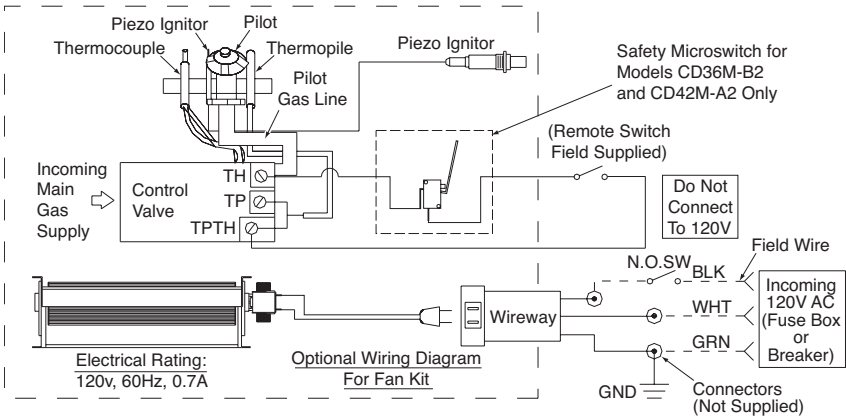 Piezo Ignitor
Pilot
Thermocouple
Thermopile
Pilot
Gas Line
Piezo Ignitor
Safety Microswitch for
Models CD36M-B2
and CD42M-A2 Only
(Remote Switch
Field Supplied)
Incoming
Main
Gas
Supply
Control
Valve
TH
TP
TPTH
Do Not
Connect
To 120V
N.O.SW
BLK
Field Wire
WHT
GRN
Incoming
120V AC
(Fuse Box
or
Breaker)
Wireway
Electrical Rating:
120v, 60Hz, 0.7A
Optional Wiring Diagram
For Fan Kit
GND
Connectors
(Not Supplied)